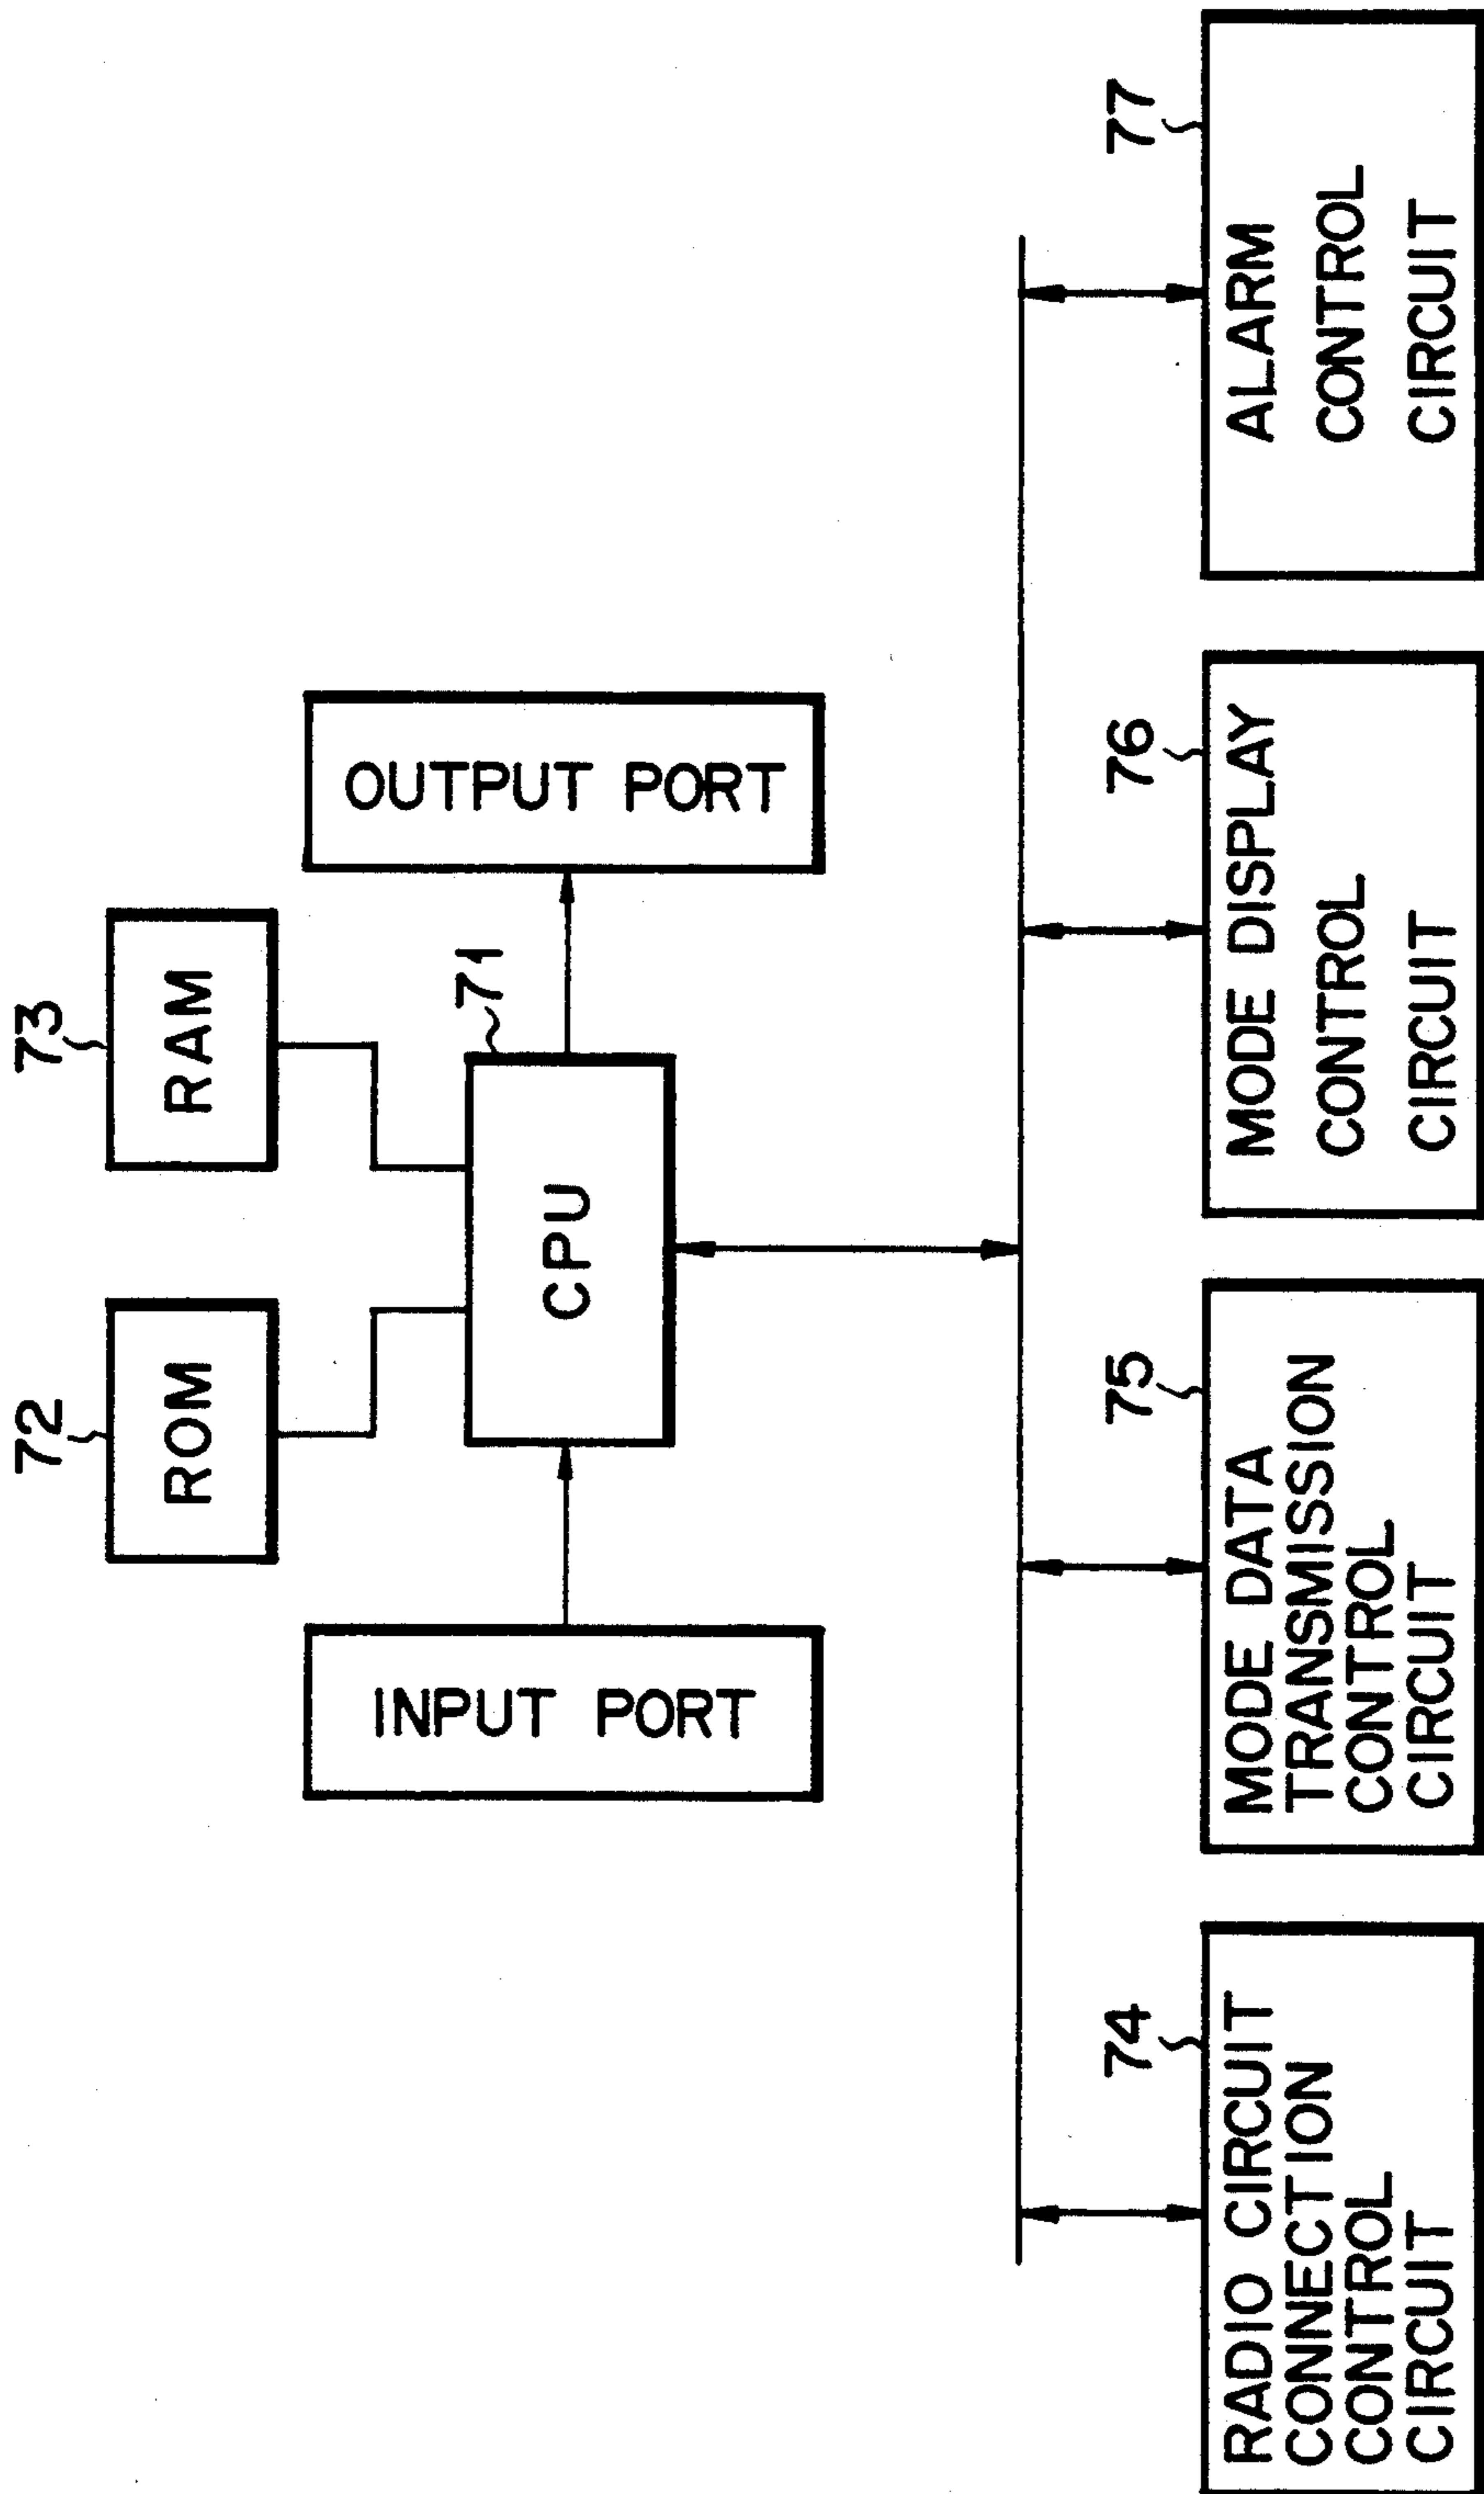 72
73
ROM
RAM
71
INPUT PORT
CPU
OUTPUT PORT
74
75
76
77
RADIO CIRCUIT
CONNECTION
CONTROL
CIRCUIT
MODE DATA
TRANSMISSION
CONTROL
CIRCUIT
MODE DISPLAY
CONTROL
CIRCUIT
ALARM
CONTROL
CIRCUIT